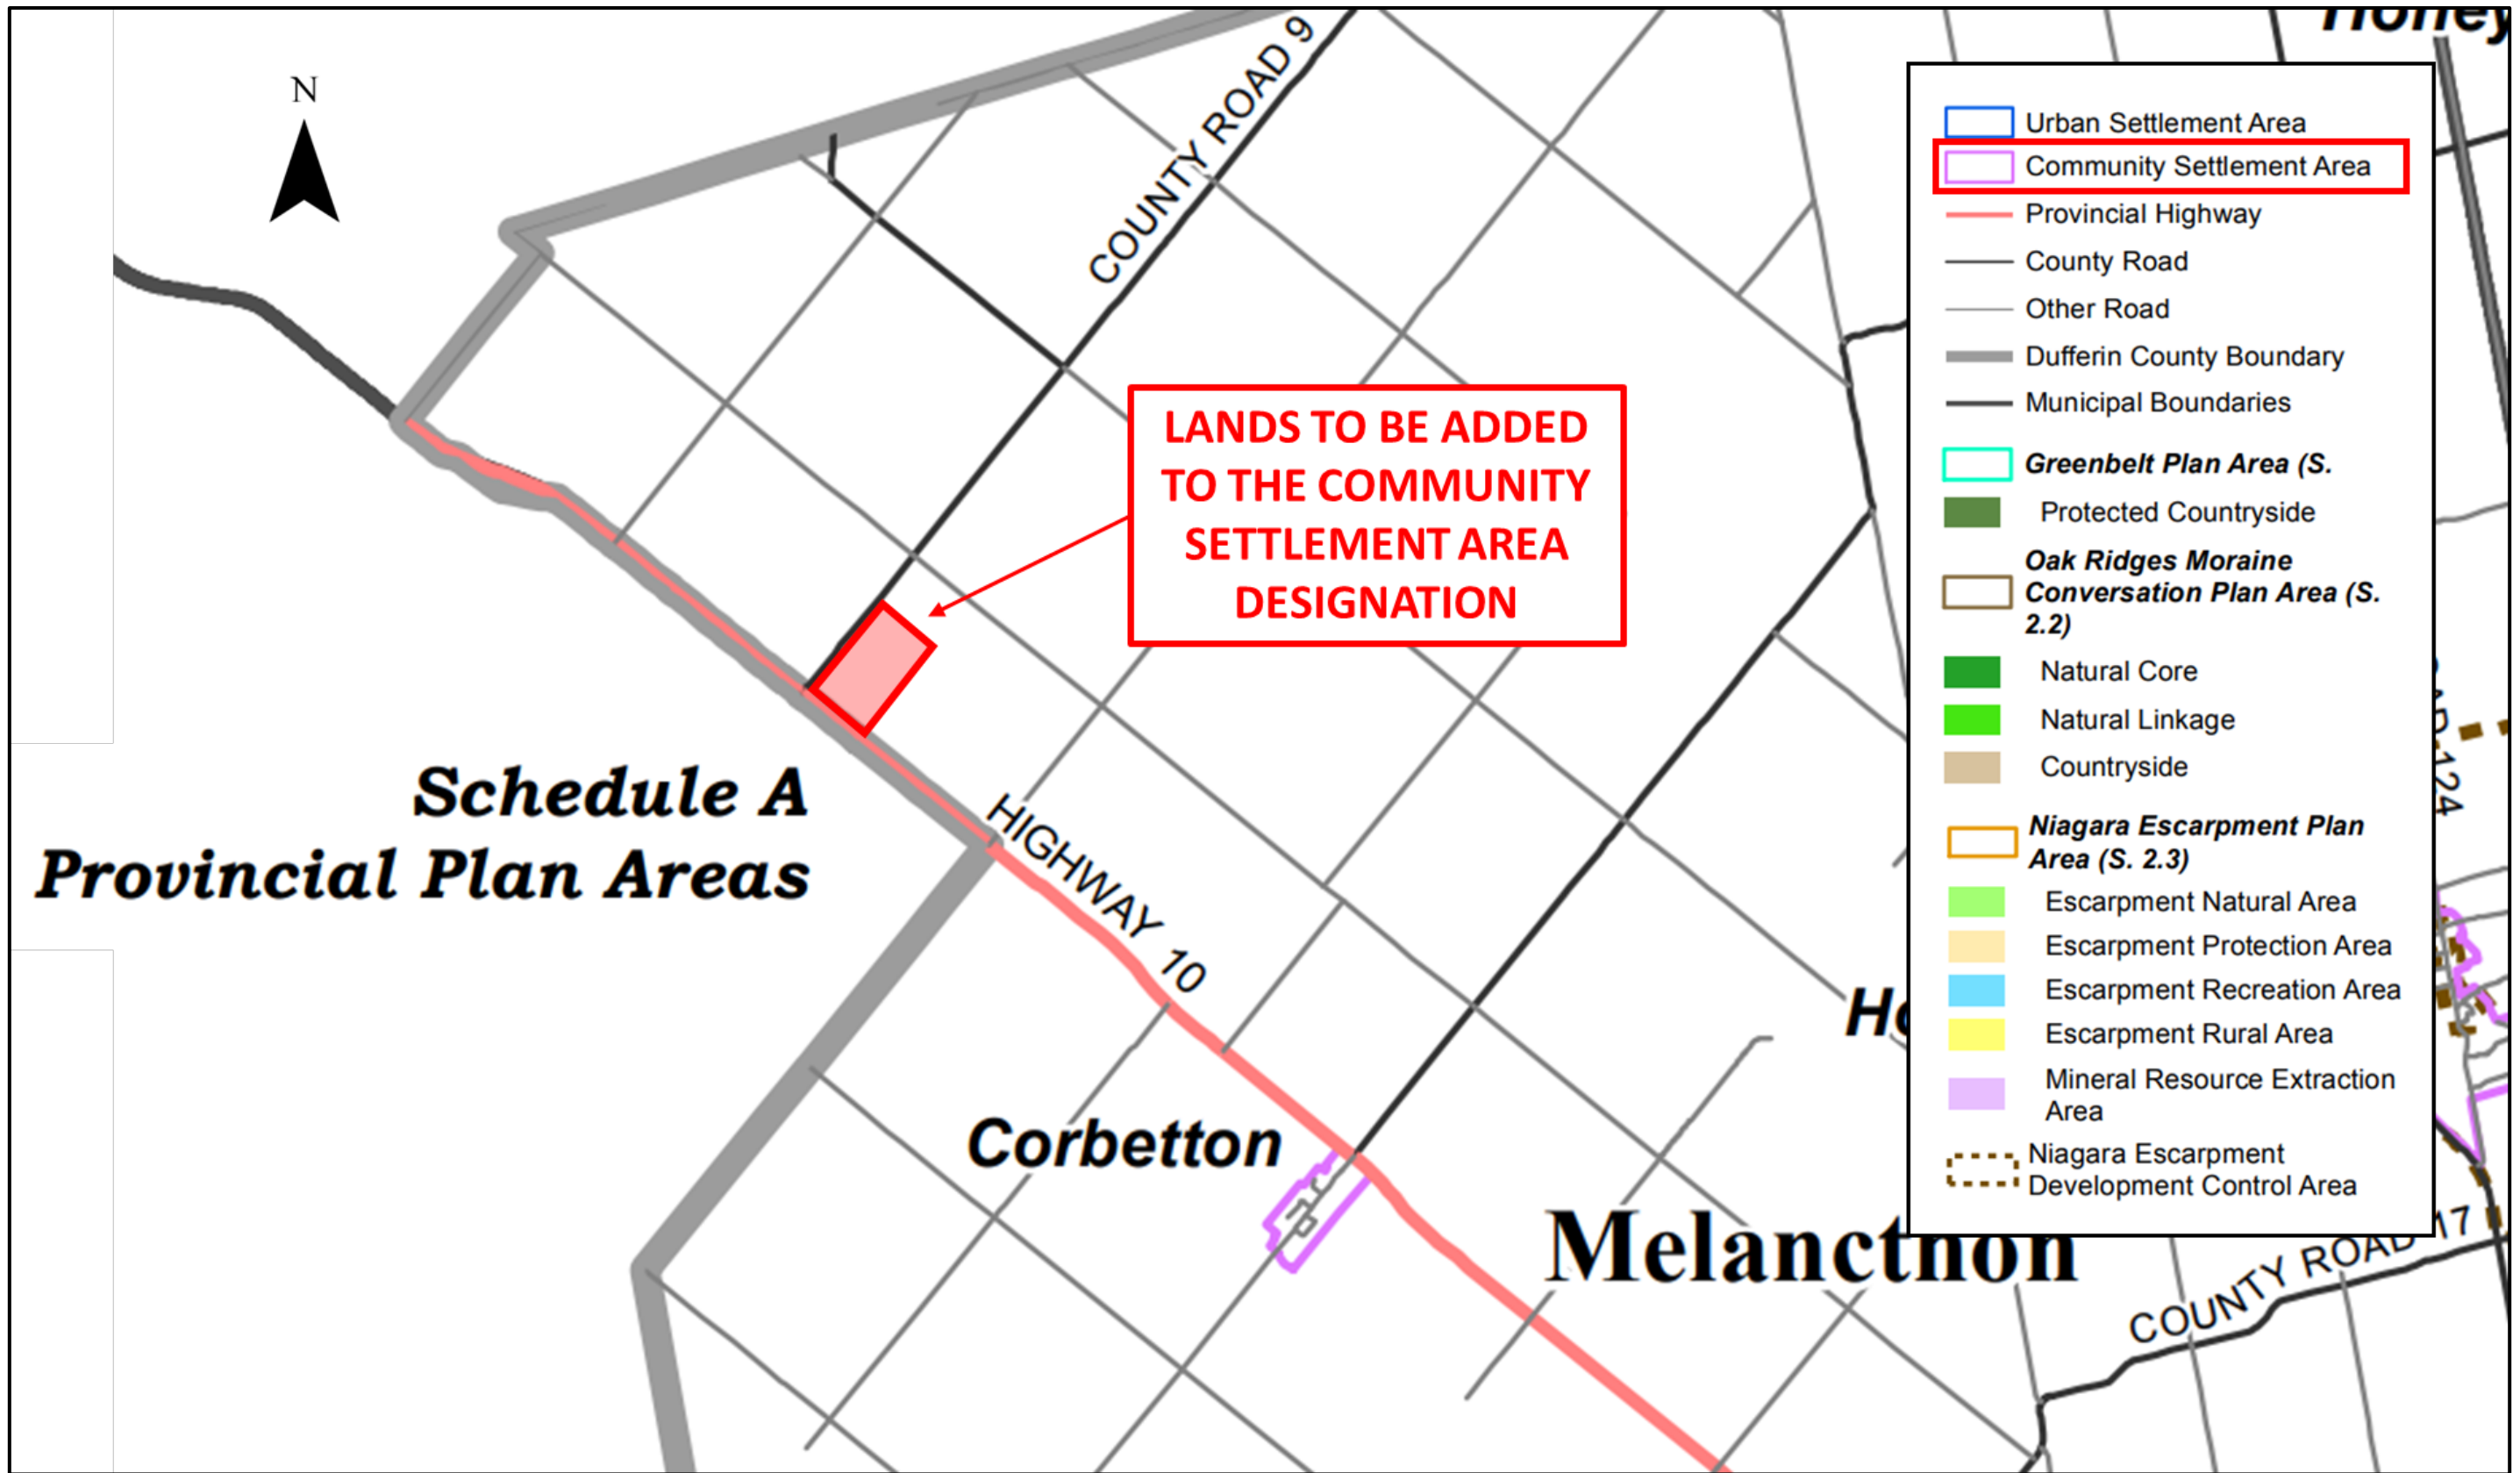 N
COUNTY ROAD 9
LANDS TO BE ADDED
TO THE COMMUNITY
SETTLEMENT AREA
DESIGNATION
Schedule A
Provincial Plan Areas
HIGHWAY 10
Corbetton
Melancthon
COUNTY ROAD 17
124
Urban Settlement Area
Community Settlement Area
Provincial Highway
County Road
Other Road
Dufferin County Boundary
Municipal Boundaries
Greenbelt Plan Area (S.
Protected Countryside
Oak Ridges Moraine
Conversation Plan Area (S.
2.2)
Natural Core
Natural Linkage
Countryside
Niagara Escarpment Plan
Area (S. 2.3)
Escarpment Natural Area
Escarpment Protection Area
Escarpment Recreation Area
Escarpment Rural Area
Mineral Resource Extraction
Area
Niagara Escarpment
Development Control Area